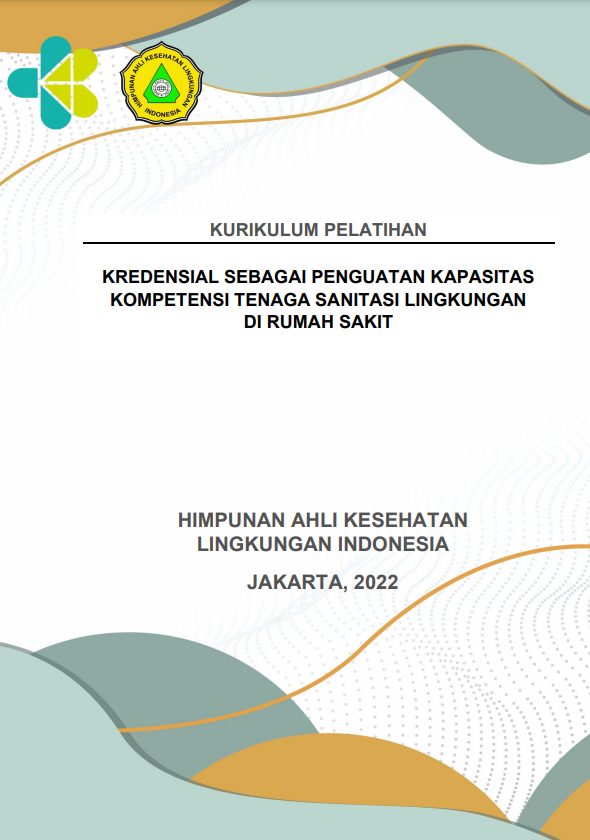 HIMPUNAN AHLI KESEHATAN LINGKUNGAN
INDONESIA
KURIKULUM PELATIHAN
KREDENSIAL SEBAGAI PENGUATAN KAPASITAS
KOMPETENSI TENAGA SANITASI LINGKUNGAN
DI RUMAH SAKIT
HIMPUNAN AHLI KESEHATAN
LINGKUNGAN INDONESIA
JAKARTA, 2022